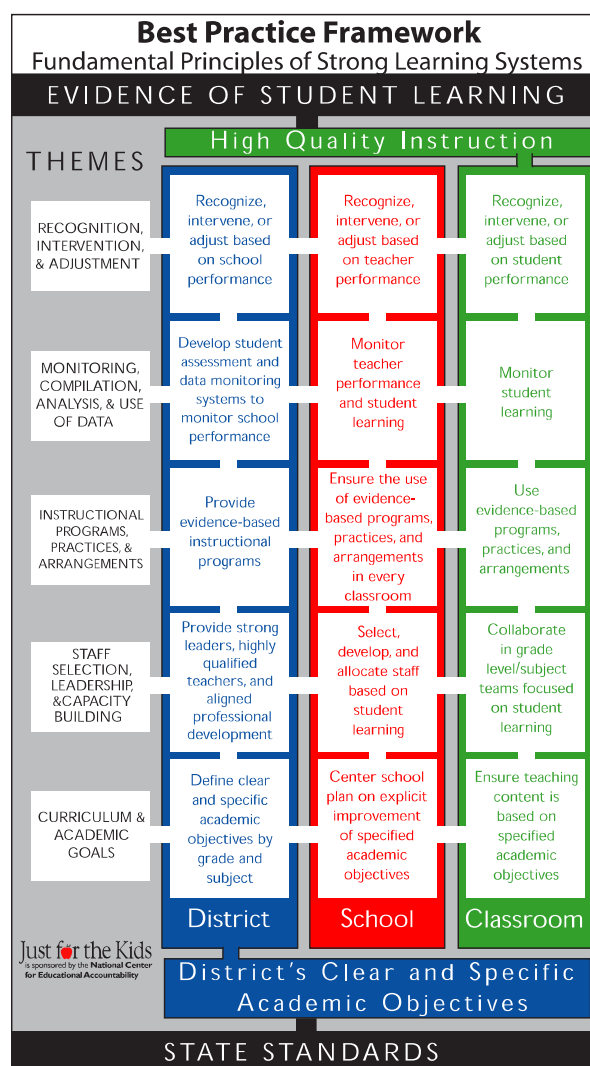 Best Practice Framework
Fundamental Principles of Strong Learning Systems
EVIDENCE OF STUDENT LEARNING
High Quality Instruction
THEMES
RECOGNITION,
INTERVENTION,
& ADJUSTMENT
Recognize,
intervene, or
adjust based
on school
performance
Recognize,
intervene, or
adjust based
on teacher
performance
Recognize,
intervene, or
adjust based
on student
performance
MONITORING,
COMPILATION,
ANALYSIS, & USE
OF DATA
Develop student
assessment and
data monitoring
systems to
monitor school
performance
Monitor
teacher
performance
and student
learning
Monitor
student
learning
INSTRUCTIONAL
PROGRAMS,
PRACTICES, &
ARRANGEMENTS
Provide
evidence-based
instructional
programs
Ensure the use
of evidence-
based programs,
practices, and
arrangements
in every
classroom
Use
evidence-based
programs,
practices, and
arrangements
STAFF
SELECTION,
LEADERSHIP,
&CAPACITY
BUILDING
Provide strong
leaders, highly
qualified
teachers, and
aligned
professional
development
Select,
develop, and
allocate staff
based on
student
learning
Collaborate
in grade
level/subject
teams focused
on student
learning
CURRICULUM &
ACADEMIC
GOALS
Define clear
and specific
academic
objectives by
grade and
subject
Center school
plan on explicit
improvement
of specified
academic
objectives
Ensure teaching
content is
based on
specified
academic
objectives
District
School
Classroom
Just for the Kids
is sponsored by the National Center
for Educational Accountability
District's Clear and Specific
Academic Objectives
STATE STANDARDS